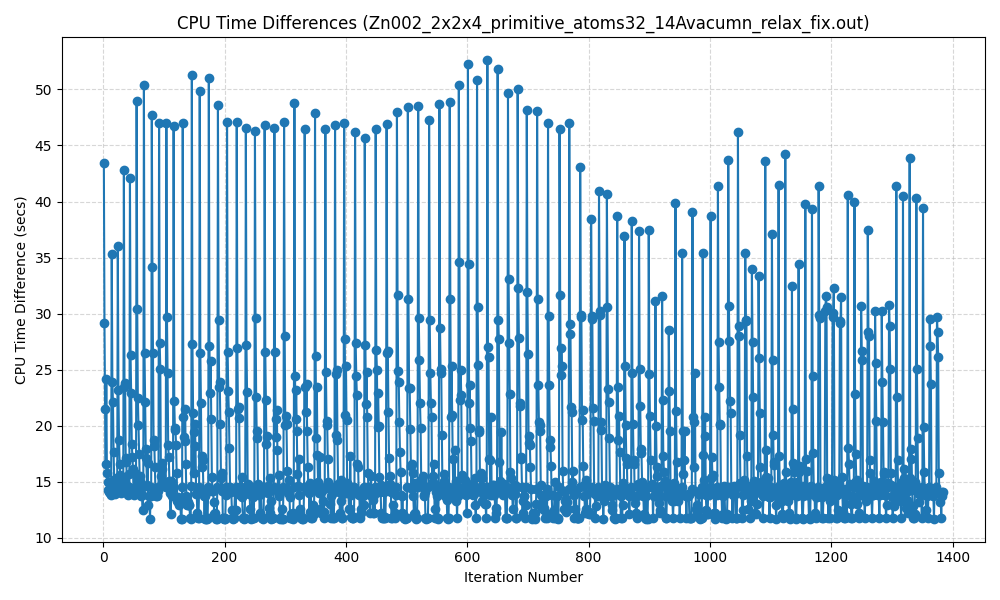 CPU Time Differences (Zn002_2x2x4_primitive_atoms32_14Avacumn_relax_fix.out)
CPU Time Difference (secs)
50
45
40
35
30
25
20
15
10
0 200 400 600 800 1000 1200 1400
Iteration Number